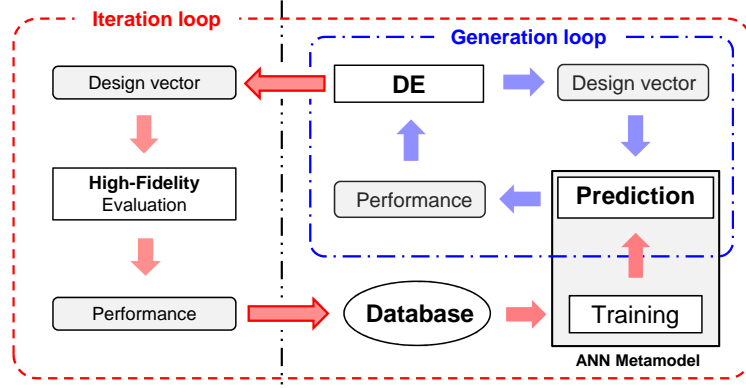 Iteration loop
Generation loop
Design vector
DE
Design vector
High-Fidelity
Evaluation
Performance
Prediction
Performance
Database
Training
ANN Metamodel